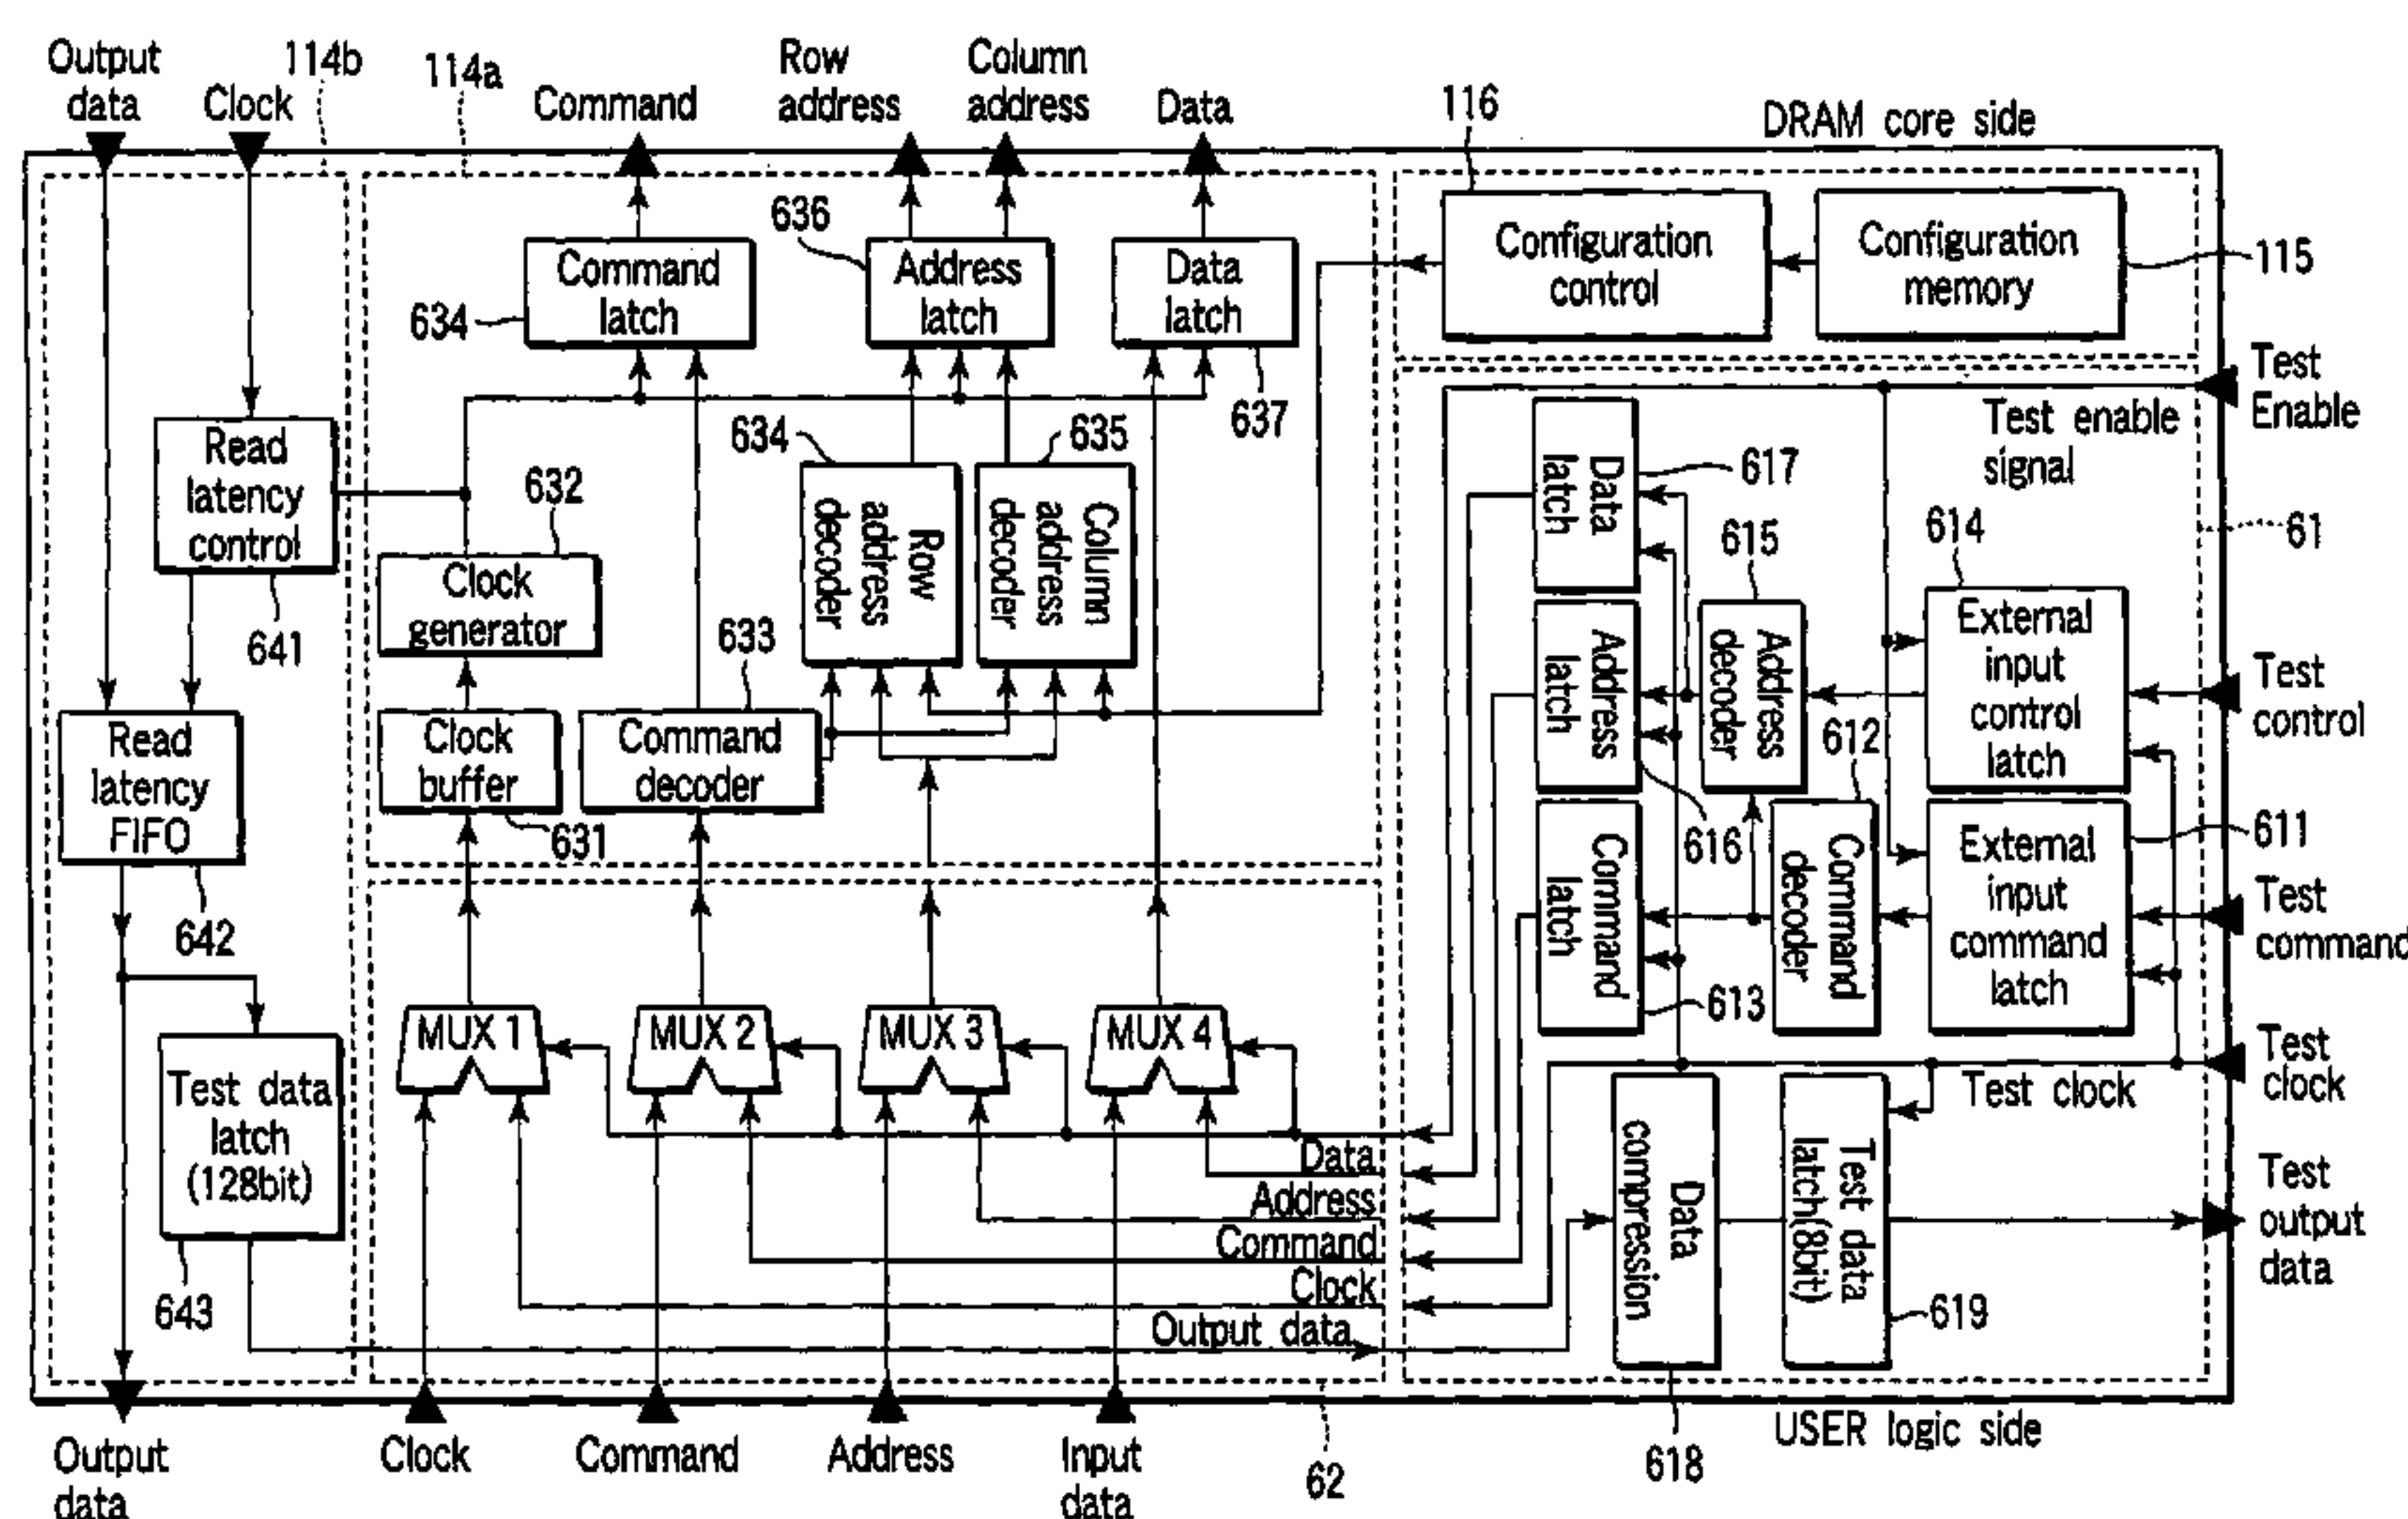 Output
data
Clock
114b
114a
Command
Row
address
Column
address
Data
116
DRAM core side
636
Command
latch
634
Address
latch
Data
latch
637
Configuration
control
Configuration
memory
115
Test
Enable
Test enable
signal
Read
latency
control
641
632
Clock
generator
634
Row
address
decoder
635
Column
address
decoder
633
Data
latch
617
61
614
615
External
input
control
latch
Address
decoder
Address
latch
616
Test
control
612
Read
latency
FIFO
642
Clock
buffer
631
Command
decoder
Command
latch
613
Command
decoder
External
input
command
latch
611
Test
command
MUX 1
MUX 2
MUX 3
MUX 4
Test
clock
Test clock
Test data
latch
(128bit)
643
Data
Address
Command
Clock
Output data
Data
compression
618
Test data
latch(8bit)
619
Test
output
data
USER logic side
Output
data
Clock
Command
Address
Input
data
62